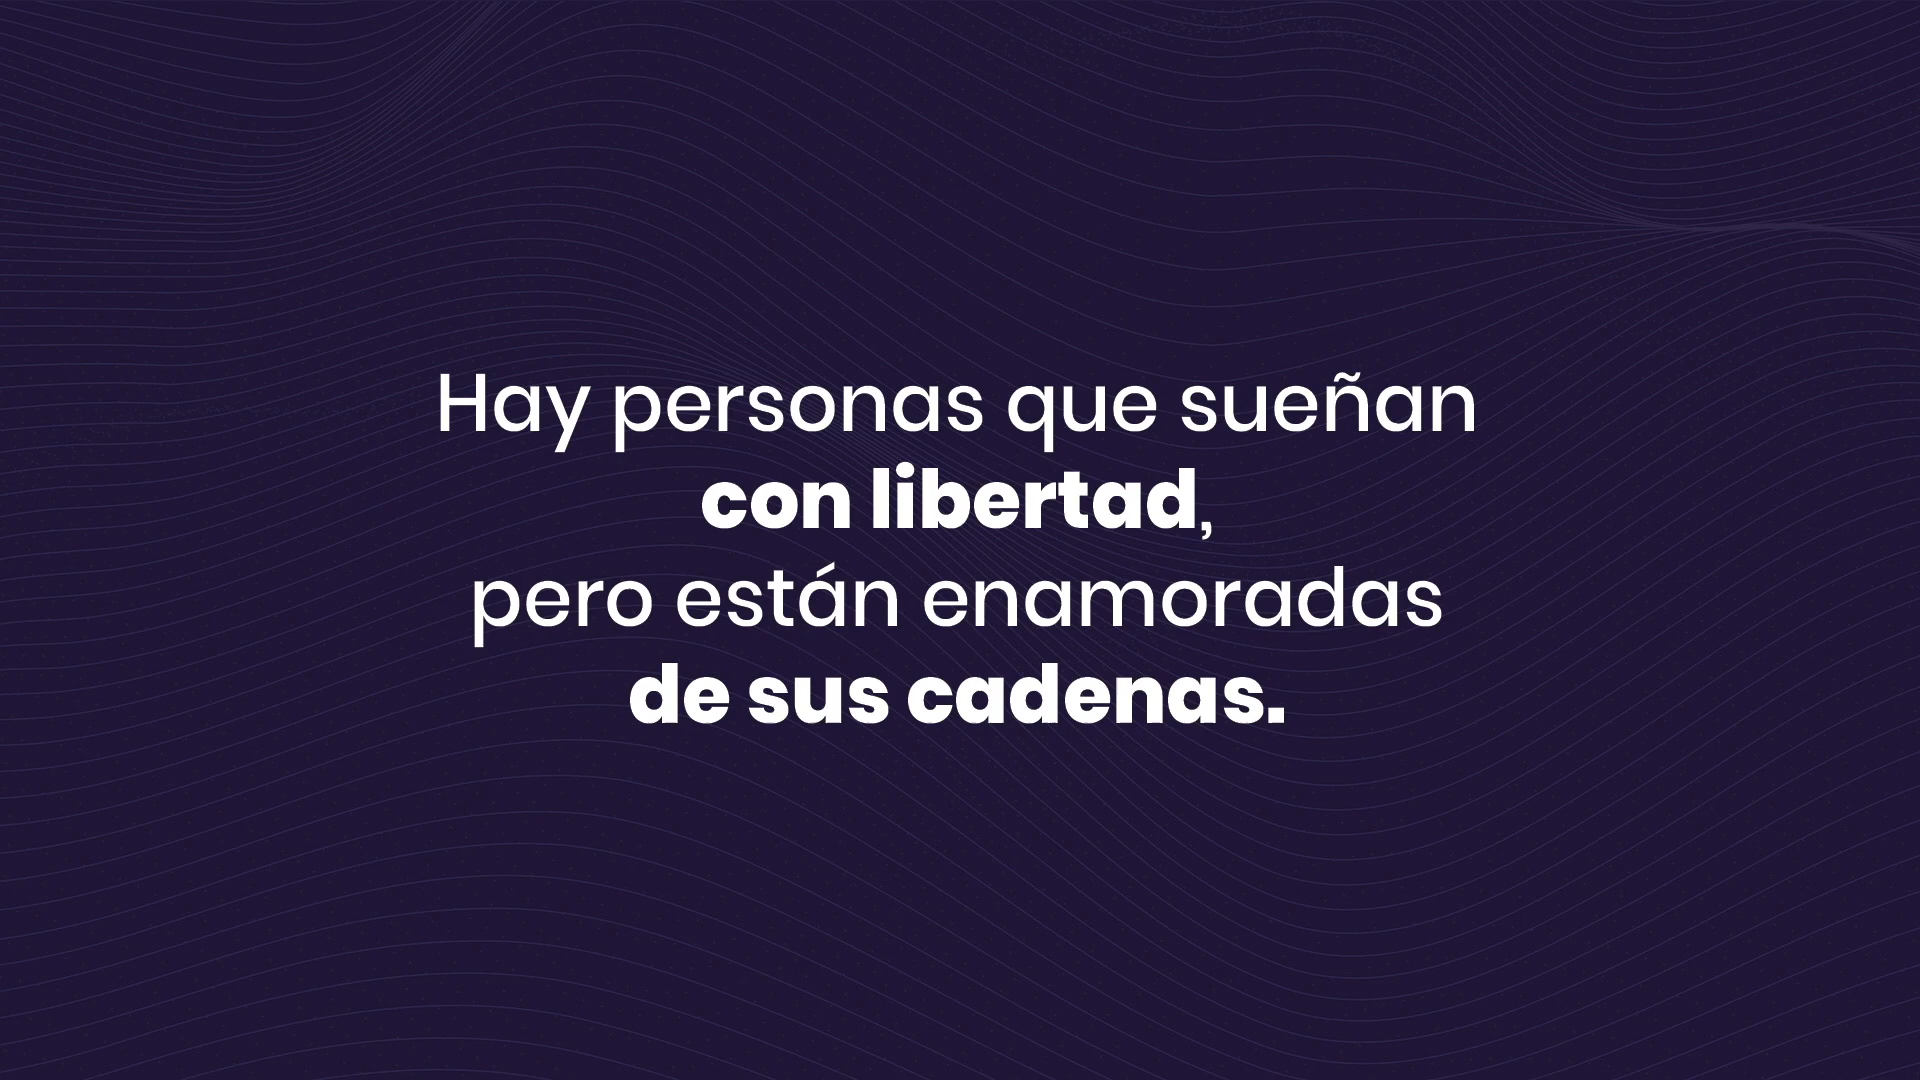 Hay personas que sueñan
con libertad,
pero están enamoradas
de sus cadenas.